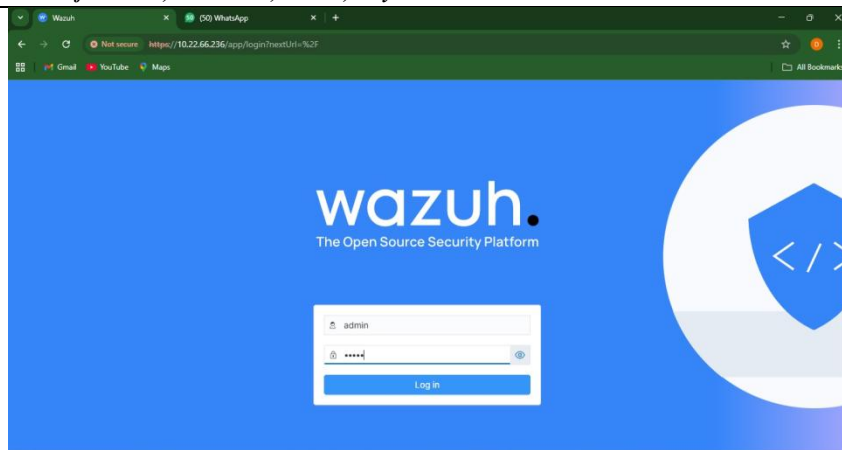 Wazuh
(50) WhatsApp
Not secure https://10.22.66.236/app/login?nextUrl=%2F
Gmail YouTube Maps All Bookmarks
wazuh.
The Open Source Security Platform
</>
admin
•••••
Log in